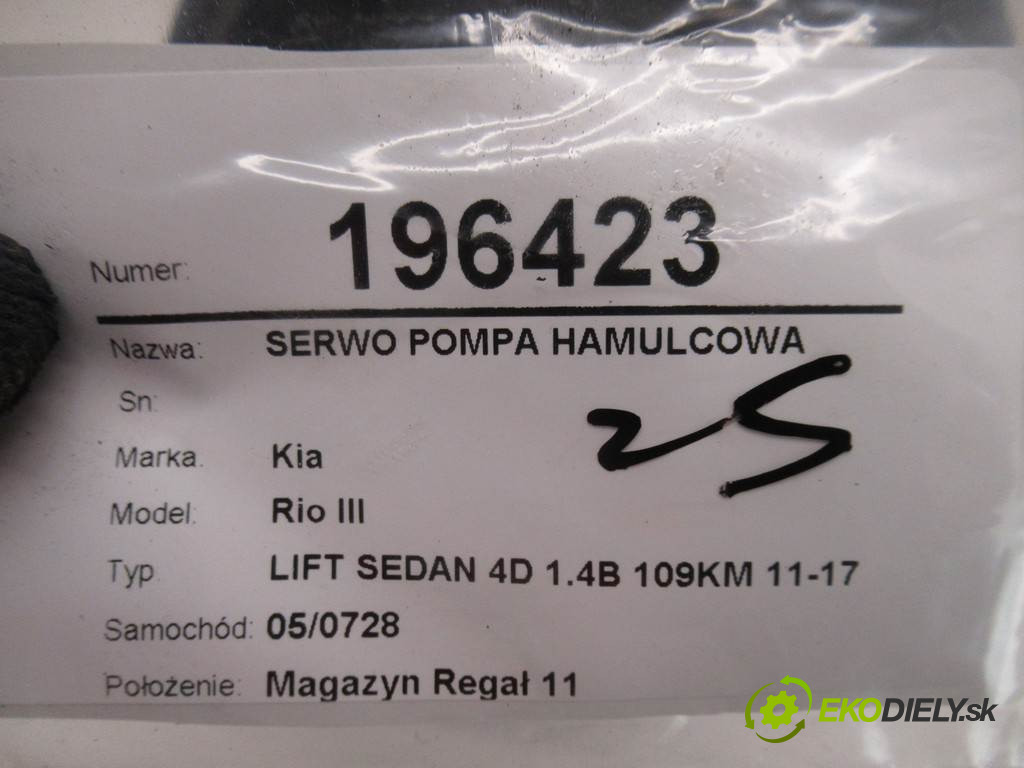 Numer: 196423
Nazwa: SERWO POMPA HAMULCOWA
Sn:
25
Marka: Kia
Model: Rio III
Typ LIFT SEDAN 4D 1.4B 109KM 11-17
Samochód: 05/0728
Położenie: Magazyn Regał 11
EKODIELY.sk